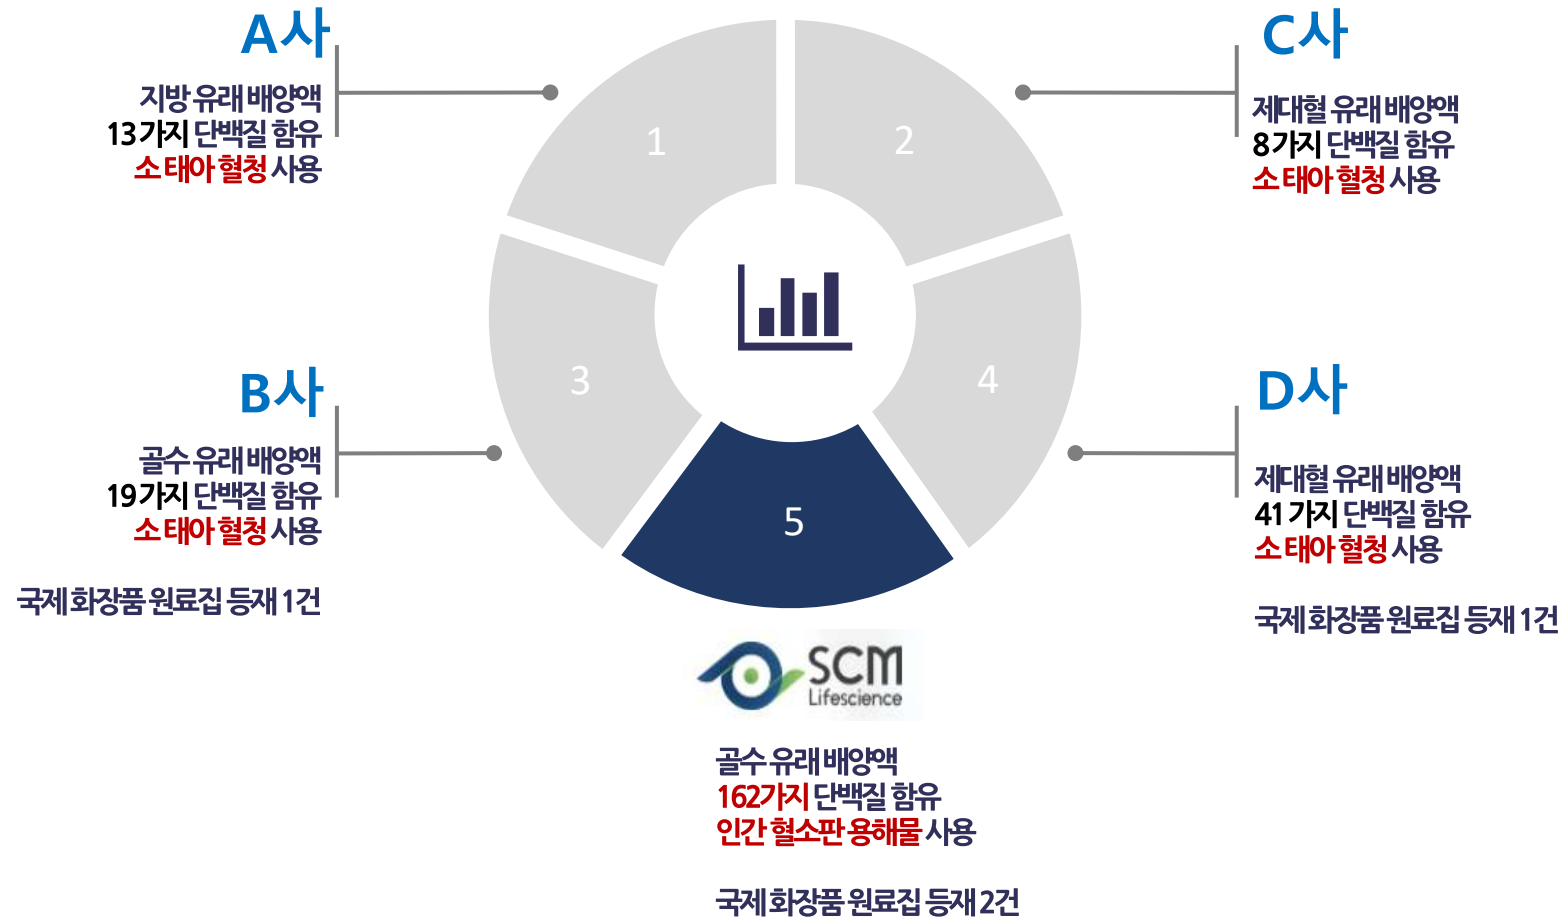 A사
지방 유래 배양액
13가지 단백질 함유
소 태아 혈청 사용
C사
제대혈 유래 배양액
8가지 단백질 함유
소 태아 혈청 사용
1
2
3
4
5
B사
골수 유래 배양액
19가지 단백질 함유
소 태아 혈청 사용
국제 화장품 원료집 등재 1건
D사
제대혈 유래 배양액
41가지 단백질 함유
소 태아 혈청 사용
국제 화장품 원료집 등재 1건
SCM
Lifescience
골수 유래 배양액
162가지 단백질 함유
인간 혈소판 용해물 사용
국제 화장품 원료집 등재 2건